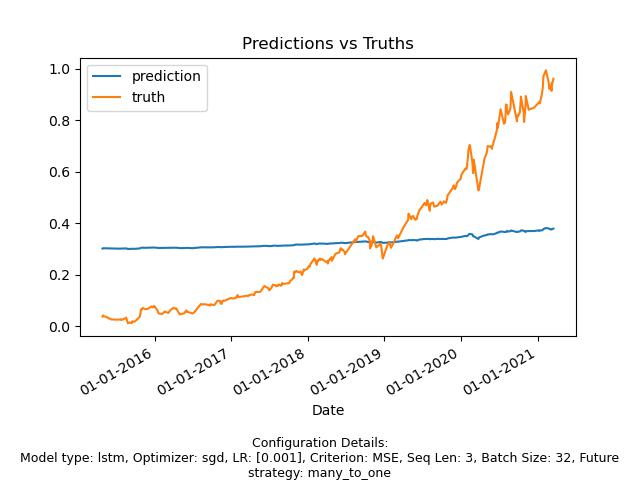 Predictions vs Truths
prediction
truth
1.0
0.8
0.6
0.4
0.2
0.0
01-01-2016
01-01-2017
01-01-2018
01-01-2019
01-01-2020
01-01-2021
Date
Configuration Details:
Model type: lstm, Optimizer: sgd, LR: [0.001], Criterion: MSE, Seq Len: 3, Batch Size: 32, Future
strategy: many_to_one